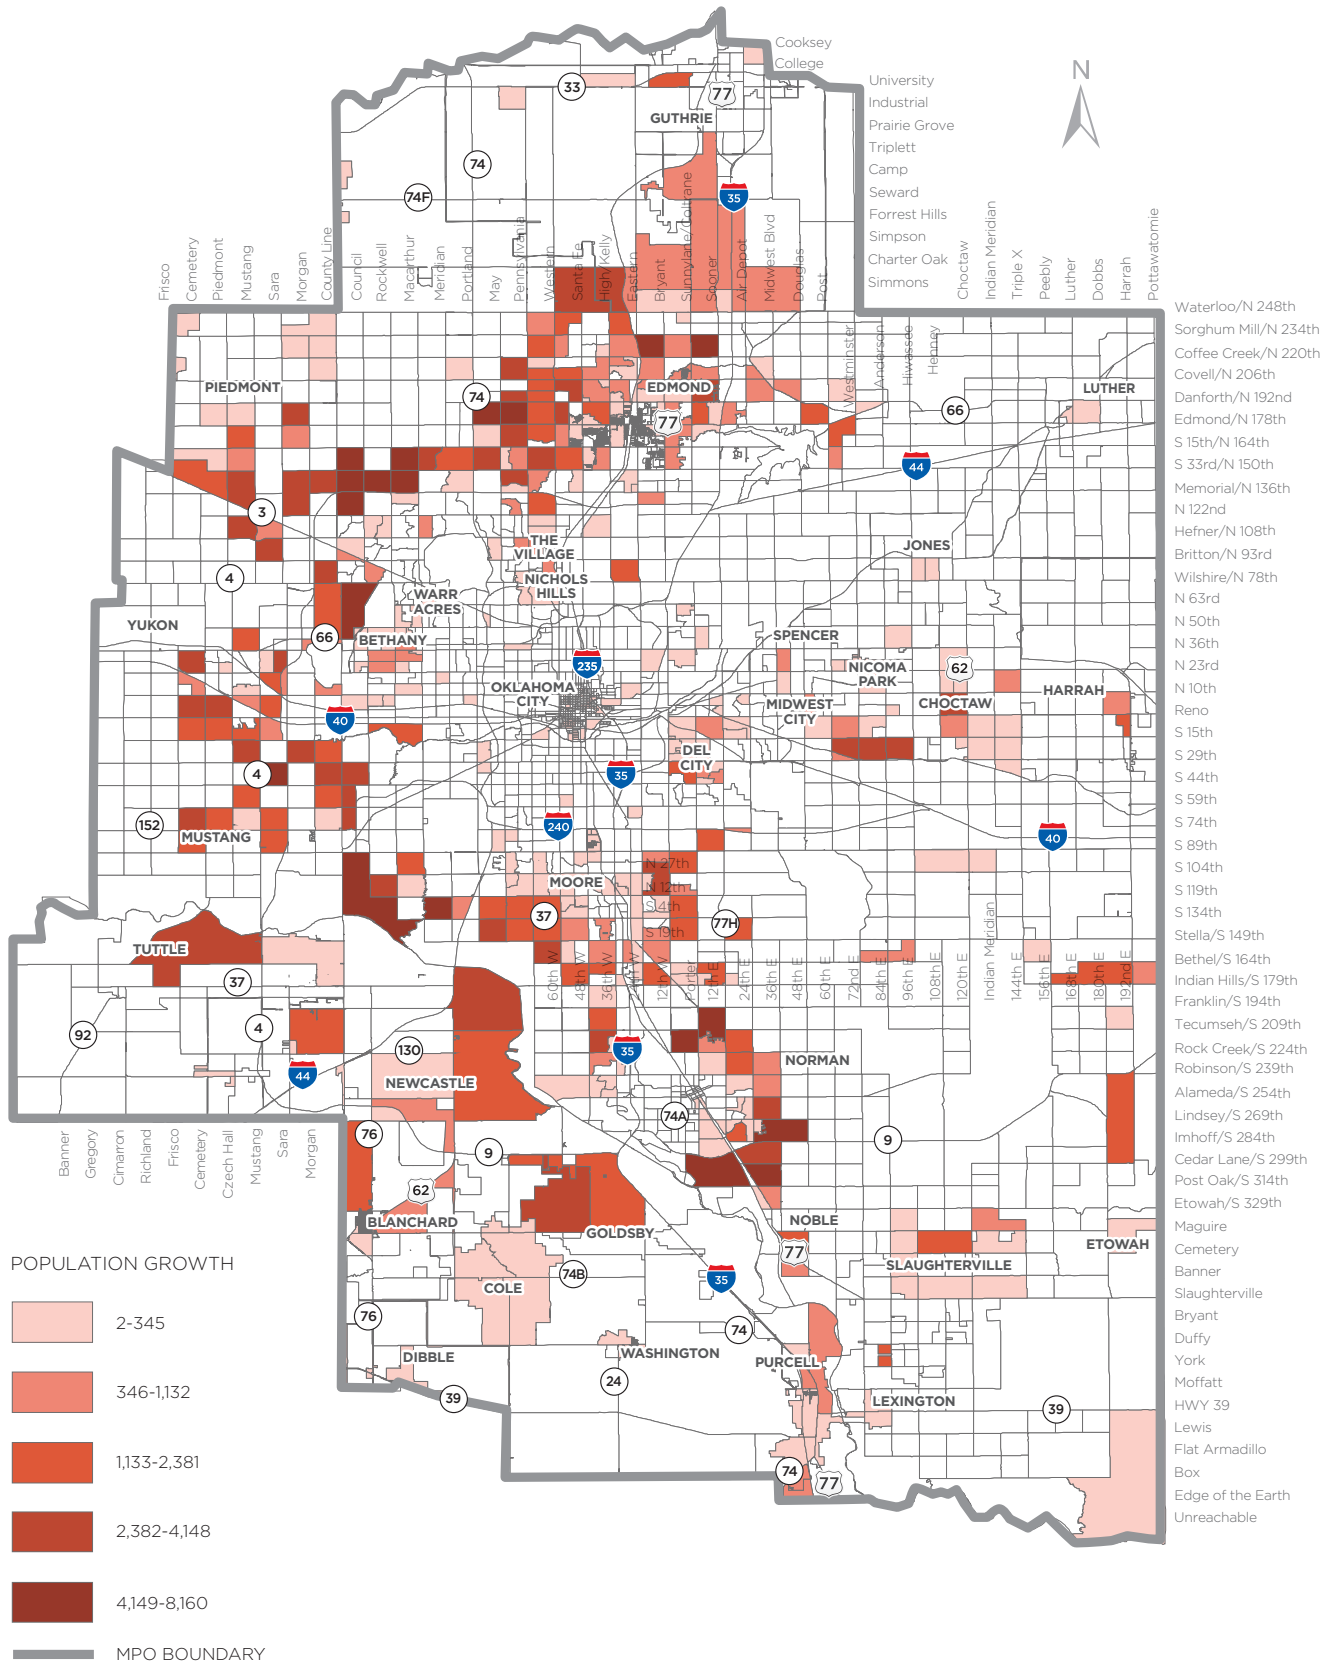 N
Cooksey
College
University
Industrial
Prairie Grove
Triplett
Camp
Seward
Forrest Hills
Simpson
Charter Oak
Simmons
Frisco
Cemetery
Piedmont
Mustang
Sara
Morgan
County Line
Council
Rockwell
Macarthur
Meridian
Portland
May
Pennsylvania
Western
Santa Fe
High/Kelly
Eastern
Bryant
Sunnylane/Coltrane
Sooner
Air Depot
Midwest Blvd
Douglas
Post
Westminster
Anderson
Hiwassee
Henney
Choctaw
Indian Meridian
Triple X
Peebly
Luther
Dobbs
Harrah
Pottawatomie
Waterloo/N 248th
Sorghum Mill/N 234th
Coffee Creek/N 220th
Covell/N 206th
Danforth/N 192nd
Edmond/N 178th
S 15th/N 164th
S 33rd/N 150th
Memorial/N 136th
N 122nd
Hefner/N 108th
Britton/N 93rd
Wilshire/N 78th
N 63rd
N 50th
N 36th
N 23rd
N 10th
Reno
S 15th
S 29th
S 44th
S 59th
S 74th
S 89th
S 104th
S 119th
S 134th
Stella/S 149th
Bethel/S 164th
Indian Hills/S 179th
Franklin/S 194th
Tecumseh/S 209th
Rock Creek/S 224th
Robinson/S 239th
Alameda/S 254th
Lindsey/S 269th
Imhoff/S 284th
Cedar Lane/S 299th
Post Oak/S 314th
Etowah/S 329th
Maguire
Cemetery
Banner
Slaughterville
Bryant
Duffy
York
Moffatt
HWY 39
Lewis
Flat Armadillo
Box
Edge of the Earth
Unreachable
33
77
GUTHRIE
74
74F
35
PIEDMONT
74
EDMOND
77
66
LUTHER
44
3
4
THE
VILLAGE
NICHOLS
HILLS
JONES
WARR
ACRES
YUKON
66
BETHANY
SPENCER
235
NICOMA
PARK
62
OKLAHOMA
CITY
MIDWEST
CITY
CHOCTAW
HARRAH
40
DEL
CITY
4
35
152
MUSTANG
240
40
N 27th
MOORE
N 12th
S 4th
37
77H
S 19th
TUTTLE
37
60th W
48th W
36th W
24th W
12th W
Porter
12th E
24th E
36th E
48th E
60th E
72nd E
84th E
96th E
108th E
120th E
Indian Meridian
144th E
156th E
168th E
180th E
192nd E
92
4
130
35
44
NEWCASTLE
NORMAN
74A
76
9
9
Banner
Gregory
Cimarron
Richland
Frisco
Cemetery
Czech Hall
Mustang
Sara
Morgan
62
BLANCHARD
GOLDSBY
NOBLE
77
ETOWAH
SLAUGHTERVILLE
COLE
74B
35
76
74
DIBBLE
WASHINGTON
PURCELL
39
24
LEXINGTON
39
74
77
POPULATION GROWTH
2-345
346-1,132
1,133-2,381
2,382-4,148
4,149-8,160
MPO BOUNDARY